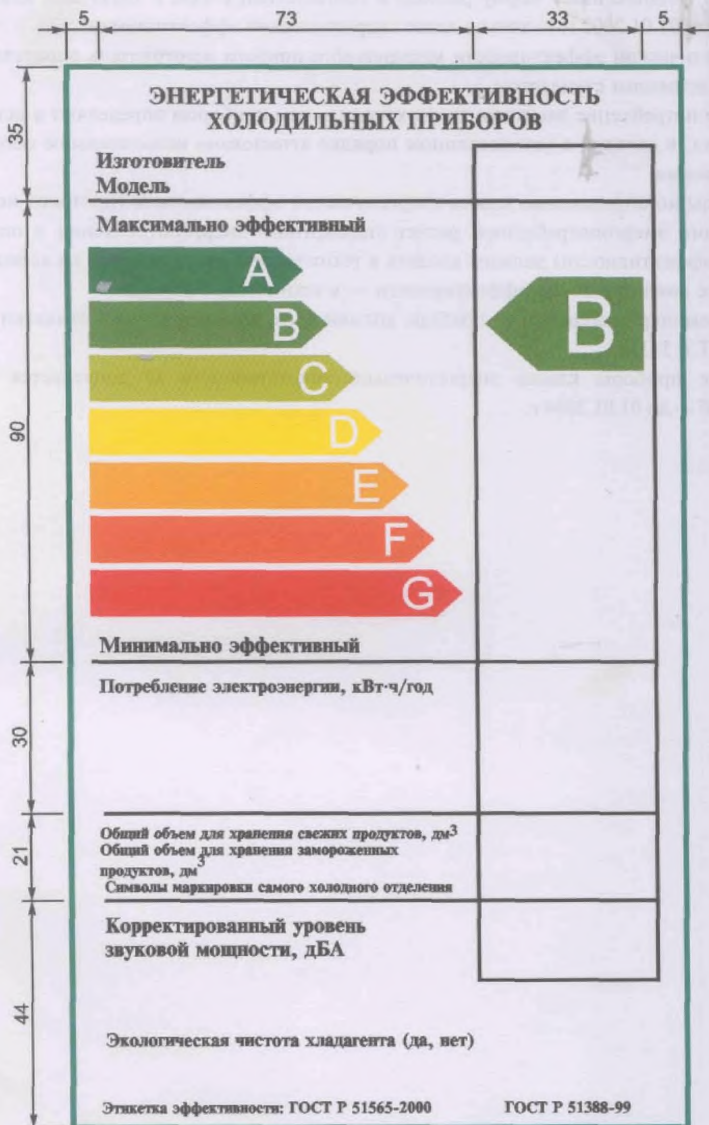 5 73 33 5
ЭНЕРГЕТИЧЕСКАЯ ЭФФЕКТИВНОСТЬ
ХОЛОДИЛЬНЫХ ПРИБОРОВ
35
Изготовитель
Модель
Максимально эффективный
A
B
B
C
D
90
E
F
G
Минимально эффективный
Потребление электроэнергии, кВт·ч/год
30
Общий объем для хранения свежих продуктов, дм3
Общий объем для хранения замороженных
21
продуктов, дм3
Символы маркировки самого холодного отделения
Корректированный уровень
звуковой мощности, дБА
44
Экологическая чистота хладагента (да, нет)
Этикетка эффективности: ГОСТ Р 51565-2000 ГОСТ Р 51388-99